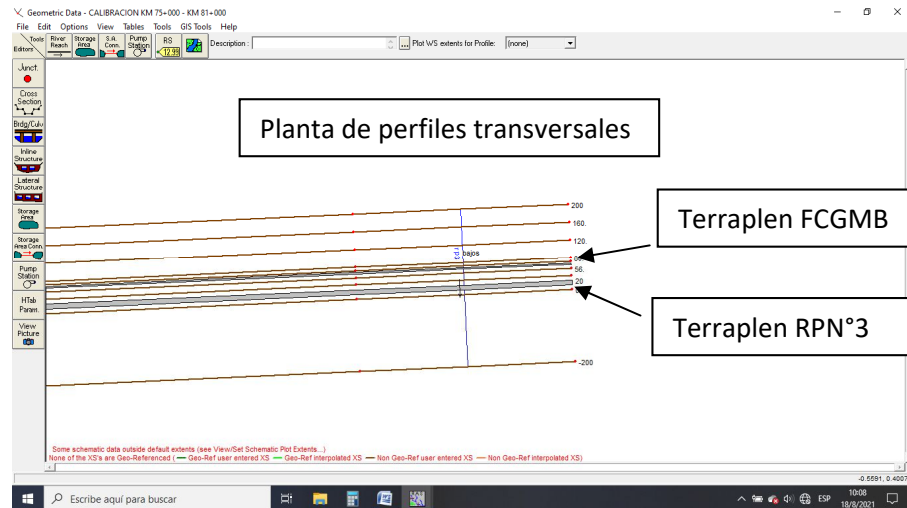 Geometric Data - CALIBRACION KM 75+000 - KM 81+000
File Edit Options View Tables Tools GIS Tools Help
Tools
Editors
River Reach
Storage Area
S.A. Conn.
Pump Station
RS
12.99
Description :
...
Plot WS extents for Profile:
(none)
Junct.
Cross Section
Brdg/Culv
Inline Structure
Lateral Structure
Storage Area
Storage Area Conn.
Pump Station
HTab Param.
View Picture
Planta de perfiles transversales
200
160.
120.
bajos
56.
20
-200
Terraplen FCGMB
Terraplen RPN°3
Some schematic data outside default extents (see View/Set Schematic Plot Extents...)
None of the XS's are Geo-Referenced ( Geo-Ref user entered XS Geo-Ref interpolated XS Non Geo-Ref user entered XS Non Geo-Ref interpolated XS)
-0.5591, 0.4007
Escribe aquí para buscar
ESP
10:08
18/8/2021